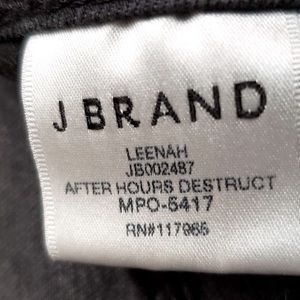 J BRAND
LEENAH
JB002487
AFTER HOURS DESTRUCT
MPO-5417
RN#117965